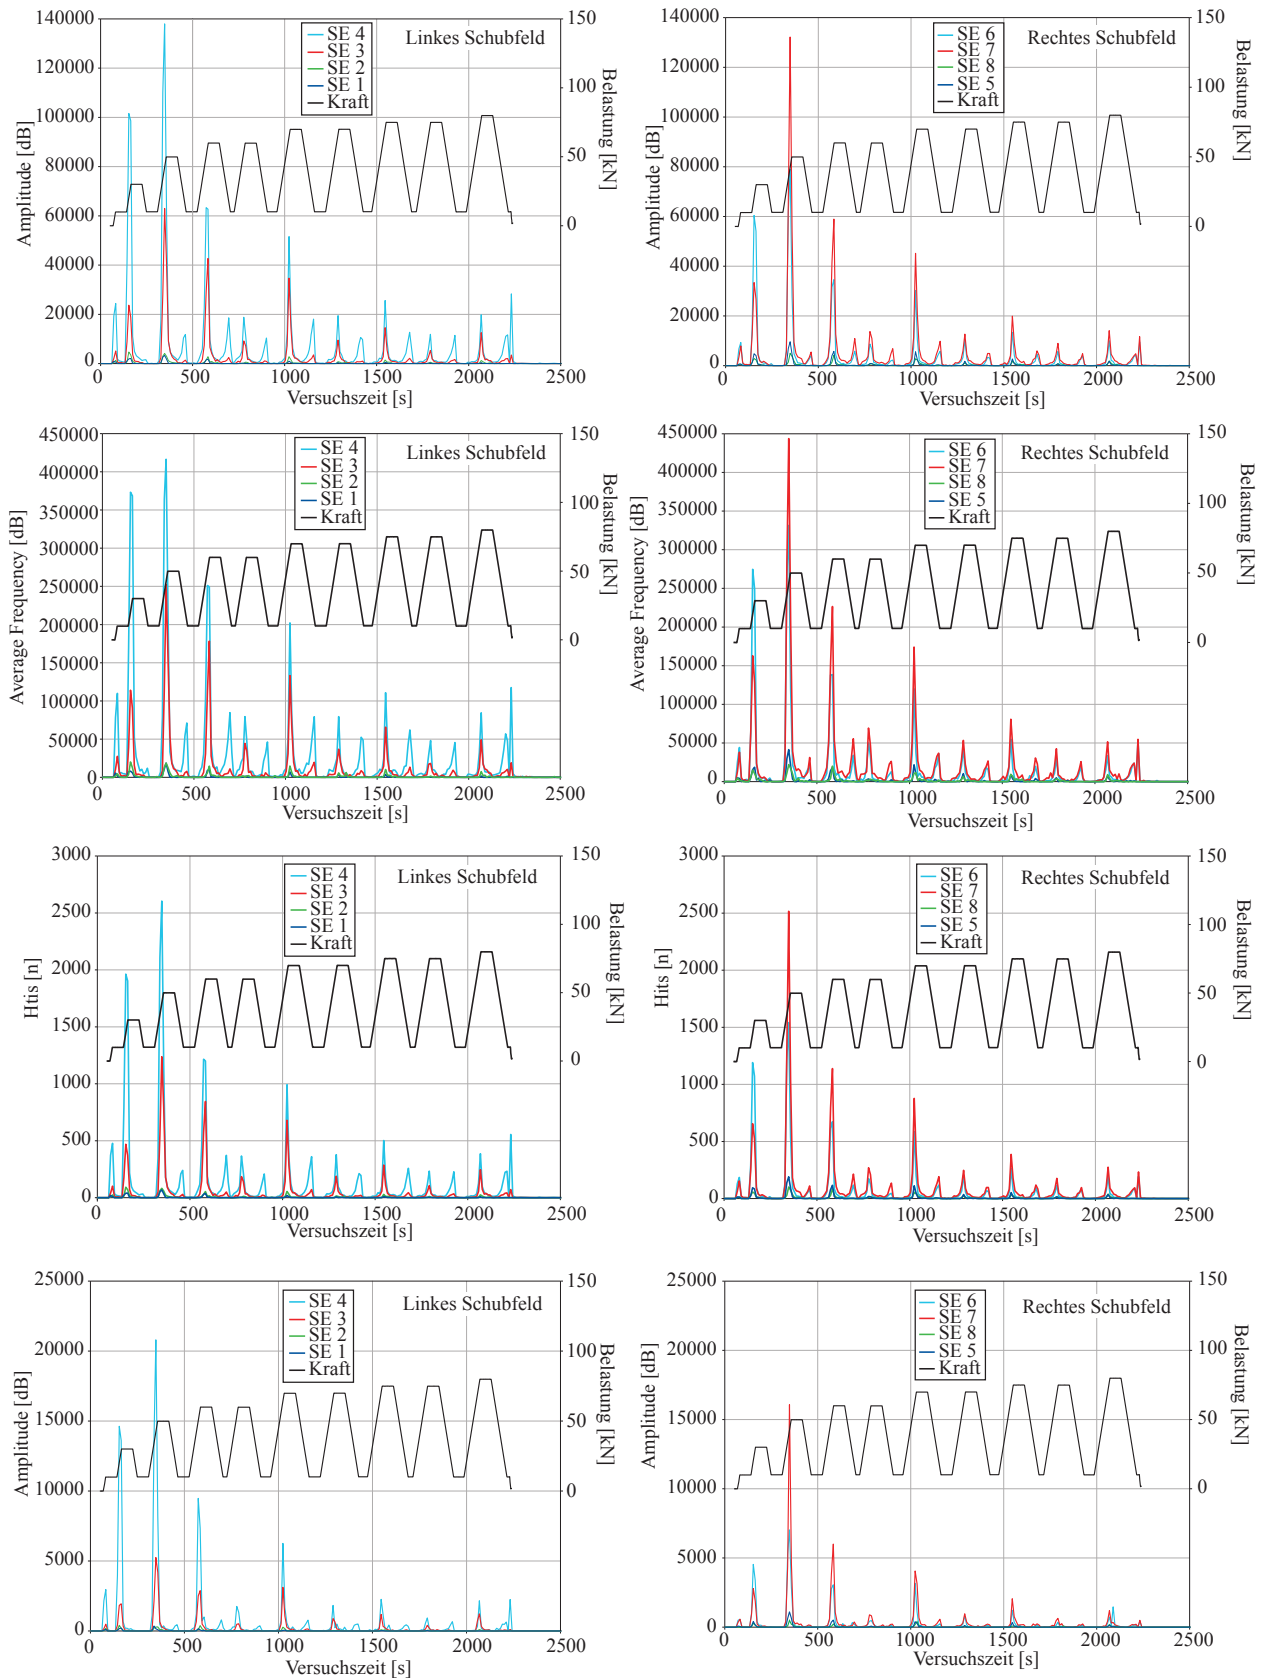 140000
120000
100000
80000
60000
40000
20000
0
Amplitude [dB]
SE 4
SE 3
SE 2
SE 1
Kraft
Linkes Schubfeld
150
100
50
0
Belastung [kN]
0
500
1000
1500
2000
2500
Versuchszeit [s]
140000
120000
100000
80000
60000
40000
20000
0
Amplitude [dB]
SE 6
SE 7
SE 8
SE 5
Kraft
Rechtes Schubfeld
150
100
50
0
Belastung [kN]
0
500
1000
1500
2000
2500
Versuchszeit [s]
450000
400000
350000
300000
250000
200000
150000
100000
50000
0
Average Frequency [dB]
SE 4
SE 3
SE 2
SE 1
Kraft
Linkes Schubfeld
150
100
50
0
Belastung [kN]
0
500
1000
1500
2000
2500
Versuchszeit [s]
450000
400000
350000
300000
250000
200000
150000
100000
50000
0
Average Frequency [dB]
SE 6
SE 7
SE 8
SE 5
Kraft
Rechtes Schubfeld
150
100
50
0
Belastung [kN]
0
500
1000
1500
2000
2500
Versuchszeit [s]
3000
2500
2000
1500
1000
500
0
Htis [n]
SE 4
SE 3
SE 2
SE 1
Kraft
Linkes Schubfeld
150
100
50
0
Belastung [kN]
0
500
1000
1500
2000
2500
Versuchszeit [s]
3000
2500
2000
1500
1000
500
0
Hits [n]
SE 6
SE 7
SE 8
SE 5
Kraft
Rechtes Schubfeld
150
100
50
0
Belastung [kN]
0
500
1000
1500
2000
2500
Versuchszeit [s]
25000
20000
15000
10000
5000
0
Amplitude [dB]
SE 4
SE 3
SE 2
SE 1
Kraft
Linkes Schubfeld
150
100
50
0
Belastung [kN]
0
500
1000
1500
2000
2500
Versuchszeit [s]
25000
20000
15000
10000
5000
0
Amplitude [dB]
SE 6
SE 7
SE 8
SE 5
Kraft
Rechtes Schubfeld
150
100
50
0
Belastung [kN]
0
500
1000
1500
2000
2500
Versuchszeit [s]